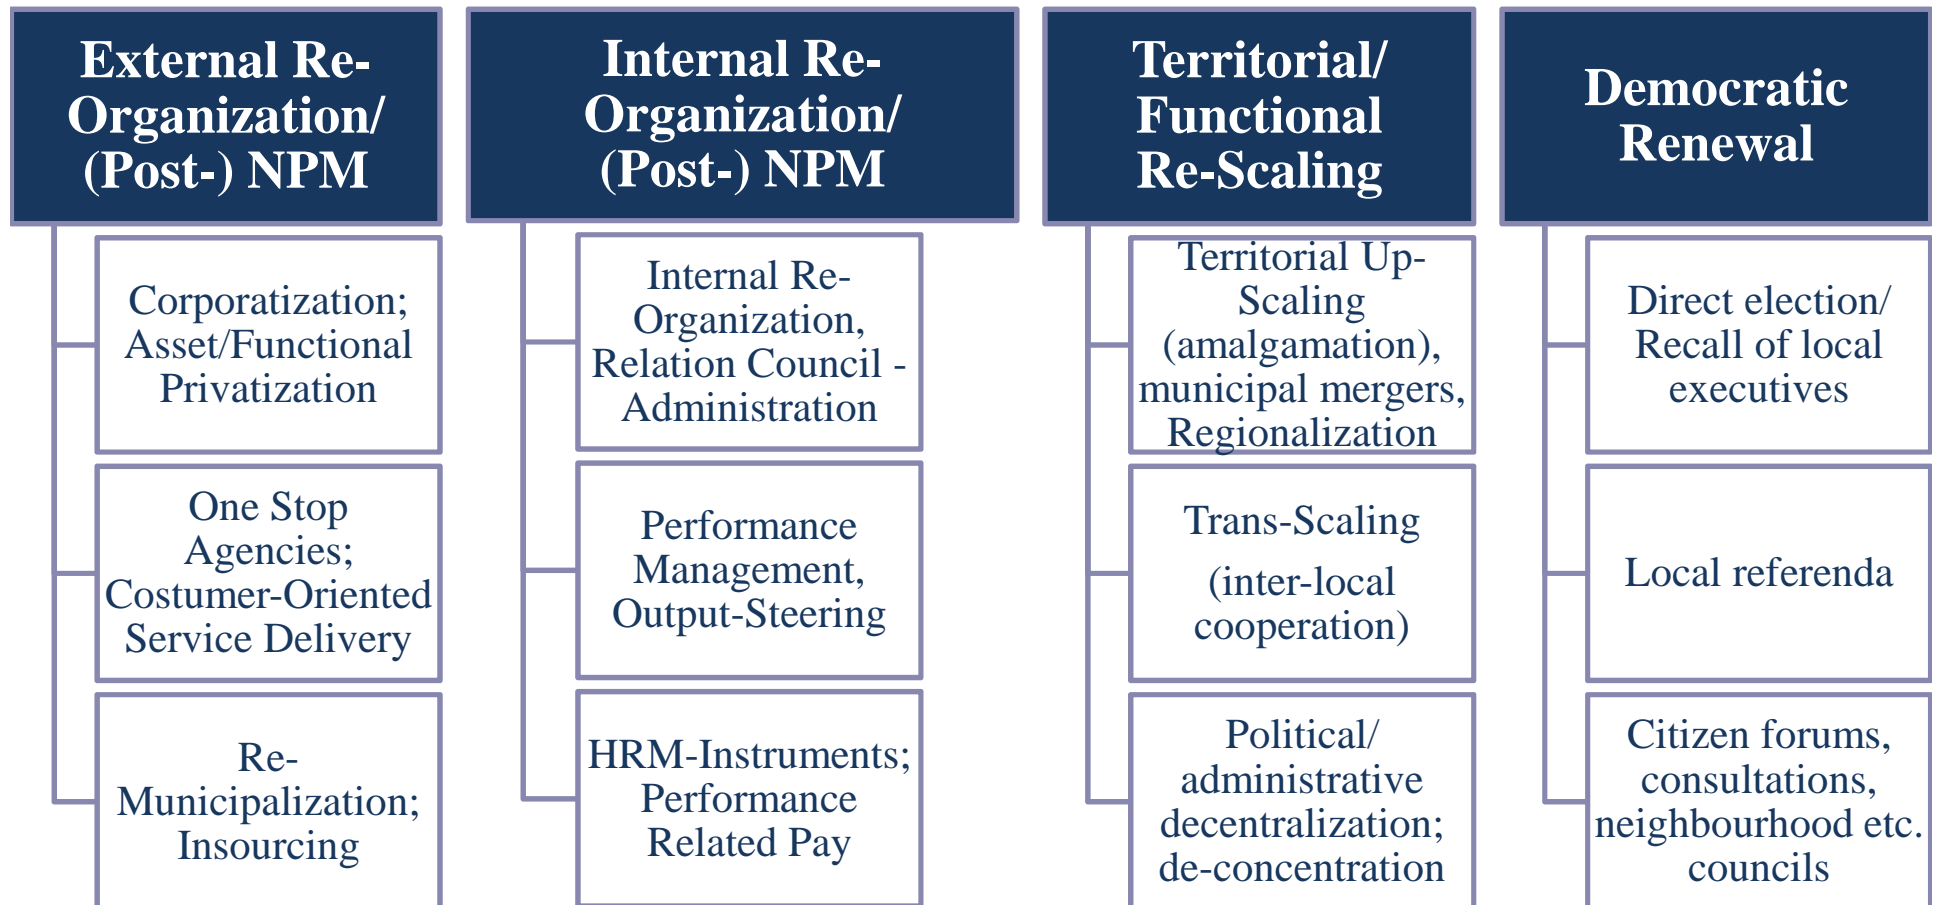 External Re-
Organization/
(Post-) NPM
Corporatization;
Asset/Functional
Privatization
One Stop
Agencies;
Costumer-Oriented
Service Delivery
Re-
Municipalization;
Insourcing
Internal Re-
Organization/
(Post-) NPM
Internal Re-
Organization,
Relation Council -
Administration
Performance
Management,
Output-Steering
HRM-Instruments;
Performance
Related Pay
Territorial/
Functional
Re-Scaling
Territorial Up-
Scaling
(amalgamation),
municipal mergers,
Regionalization
Trans-Scaling
(inter-local
cooperation)
Political/
administrative
decentralization;
de-concentration
Democratic
Renewal
Direct election/
Recall of local
executives
Local referenda
Citizen forums,
consultations,
neighbourhood etc.
councils